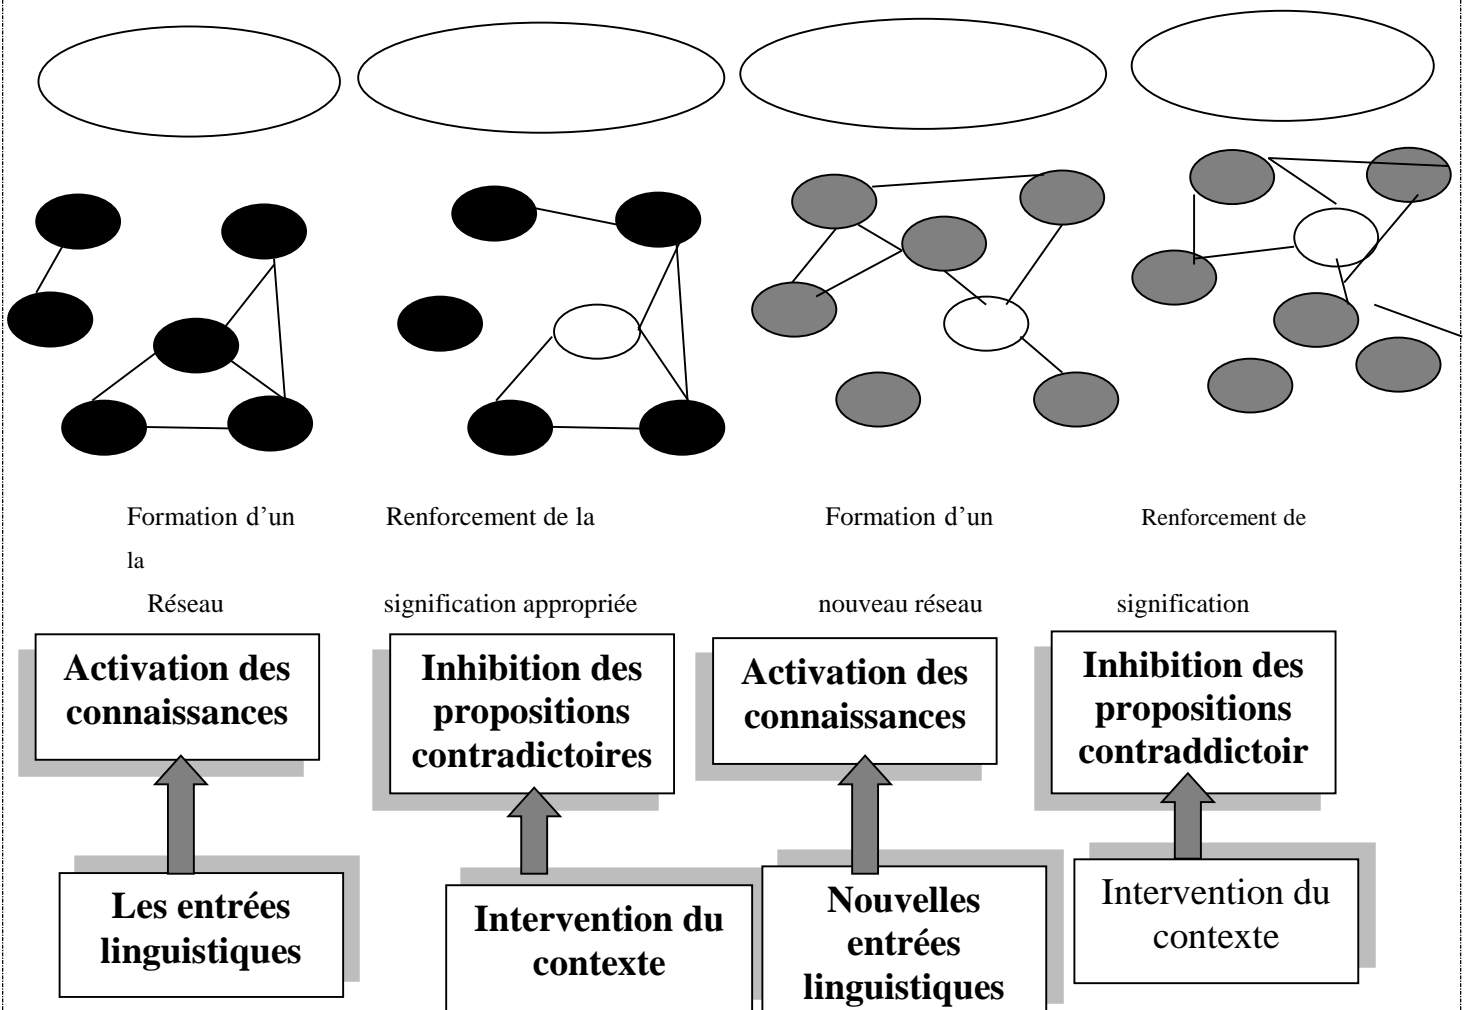 Formation d’un Renforcement de la Formation d’un Renforcement de
la
Réseau signification appropriée nouveau réseau signification
Activation des
connaissances
Inhibition des
propositions
contradictoires
Activation des
connaissances
Inhibition des
propositions
contraddictoir
Les entrées
linguistiques
Intervention du
contexte
Nouvelles
entrées
linguistiques
Intervention du
contexte